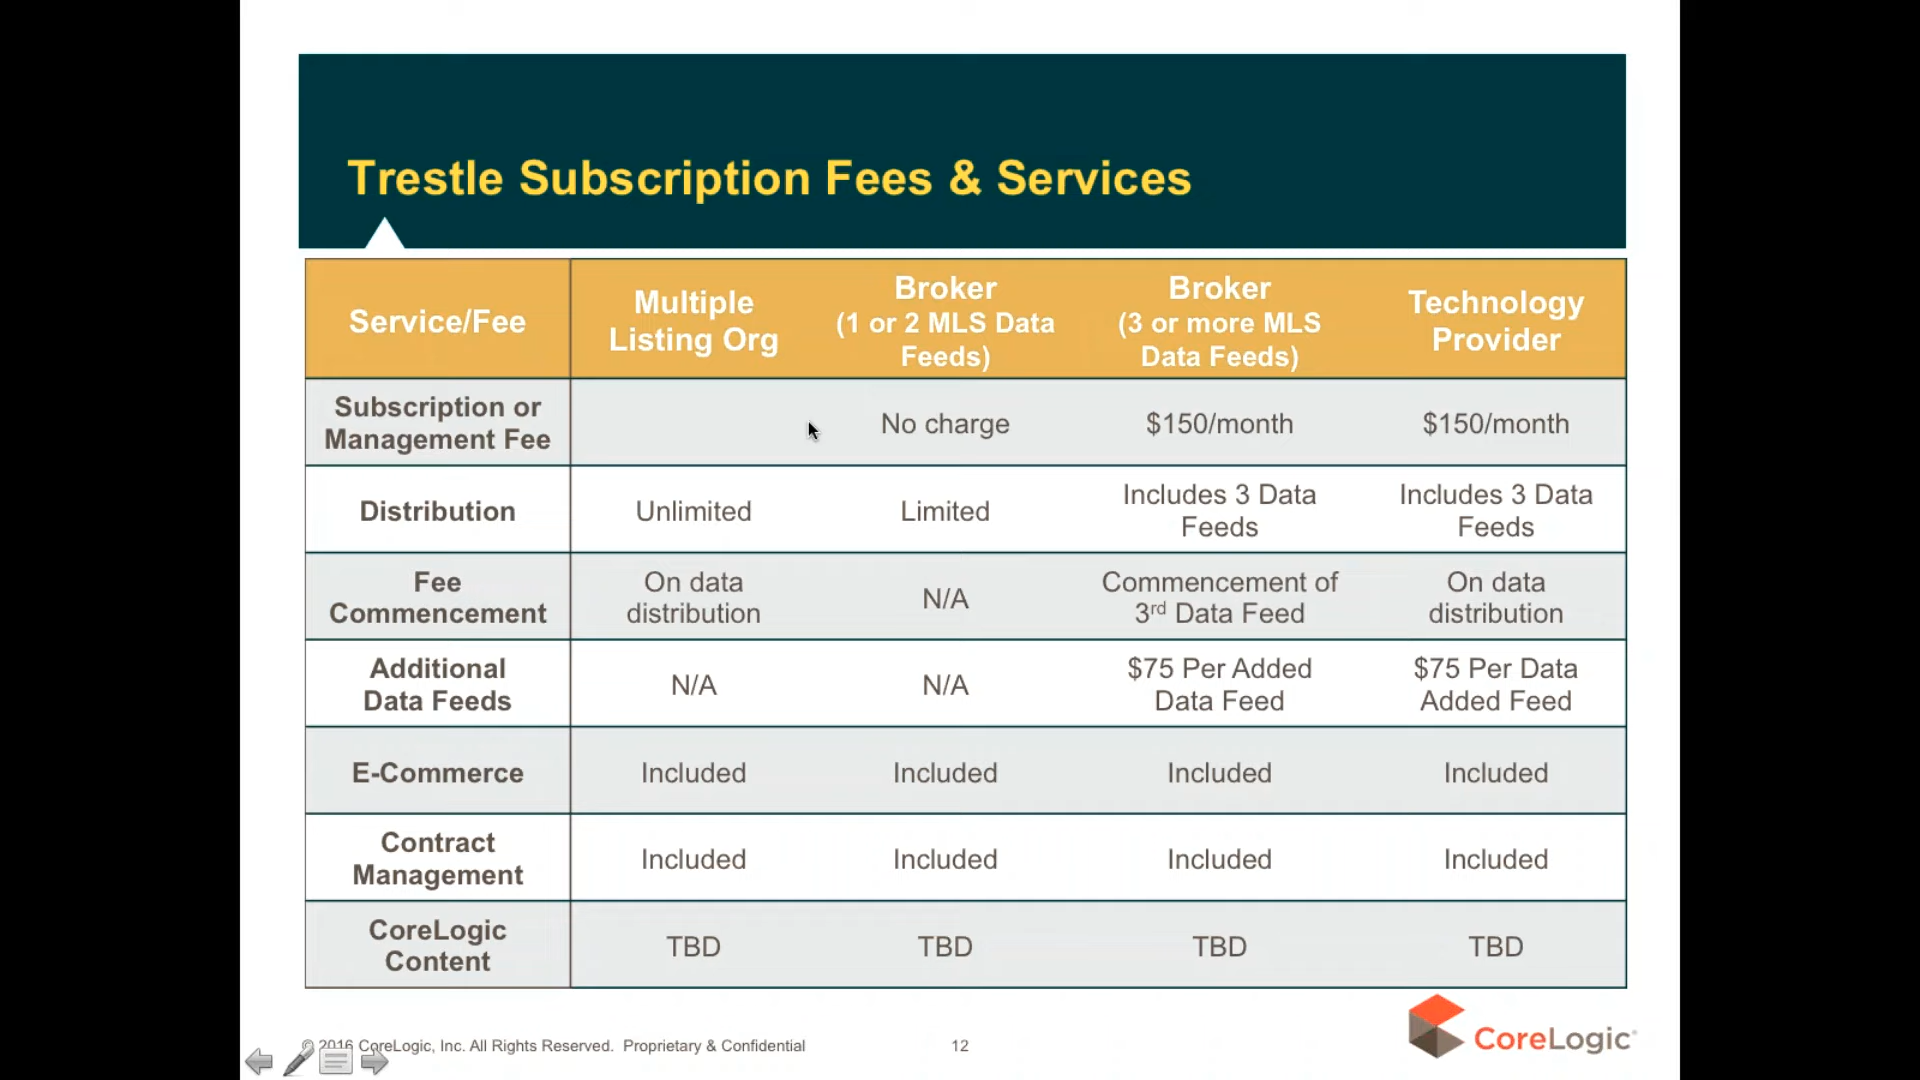 Trestle Subscription Fees & Services
Service/Fee
Multiple
Listing Org
Broker
(1 or 2 MLS Data
Feeds)
Broker
(3 or more MLS
Data Feeds)
Technology
Provider
Subscription or
Management Fee
No charge
$150/month
$150/month
Distribution
Unlimited
Limited
Includes 3 Data
Feeds
Includes 3 Data
Feeds
Fee
Commencement
On data
distribution
N/A
Commencement of
3rd Data Feed
On data
distribution
Additional
Data Feeds
N/A
N/A
$75 Per Added
Data Feed
$75 Per Data
Added Feed
E-Commerce
Included
Included
Included
Included
Contract
Management
Included
Included
Included
Included
CoreLogic
Content
TBD
TBD
TBD
TBD
© 2016 CoreLogic, Inc. All Rights Reserved. Proprietary & Confidential
12
CoreLogic